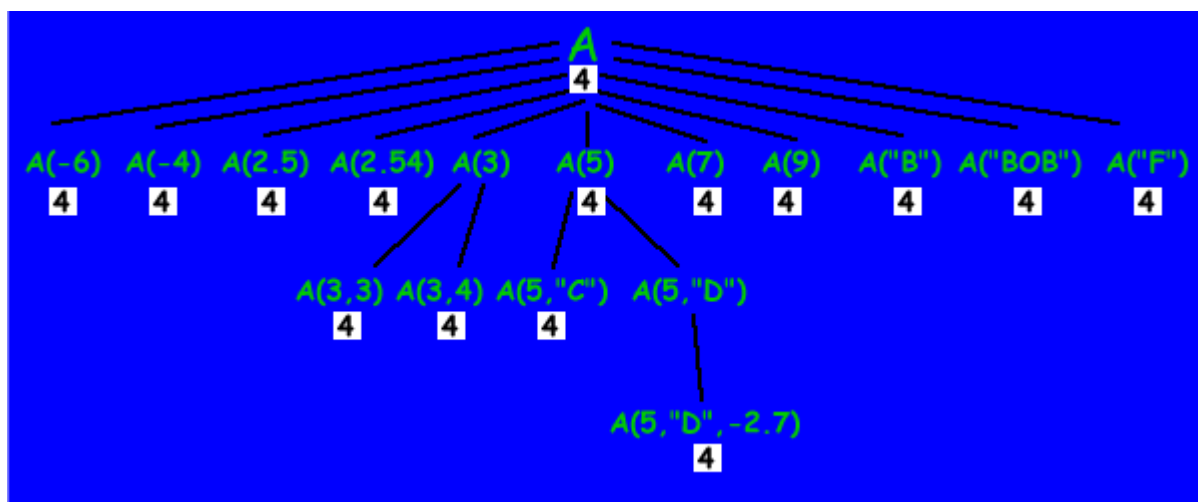 A
4
A(-6) A(-4) A(2.5) A(2.54) A(3) A(5) A(7) A(9) A("B") A("BOB") A("F")
4 4 4 4 4 4 4 4 4 4
A(3,3) A(3,4) A(5,"C") A(5,"D")
4 4 4
A(5,"D",-2.7)
4